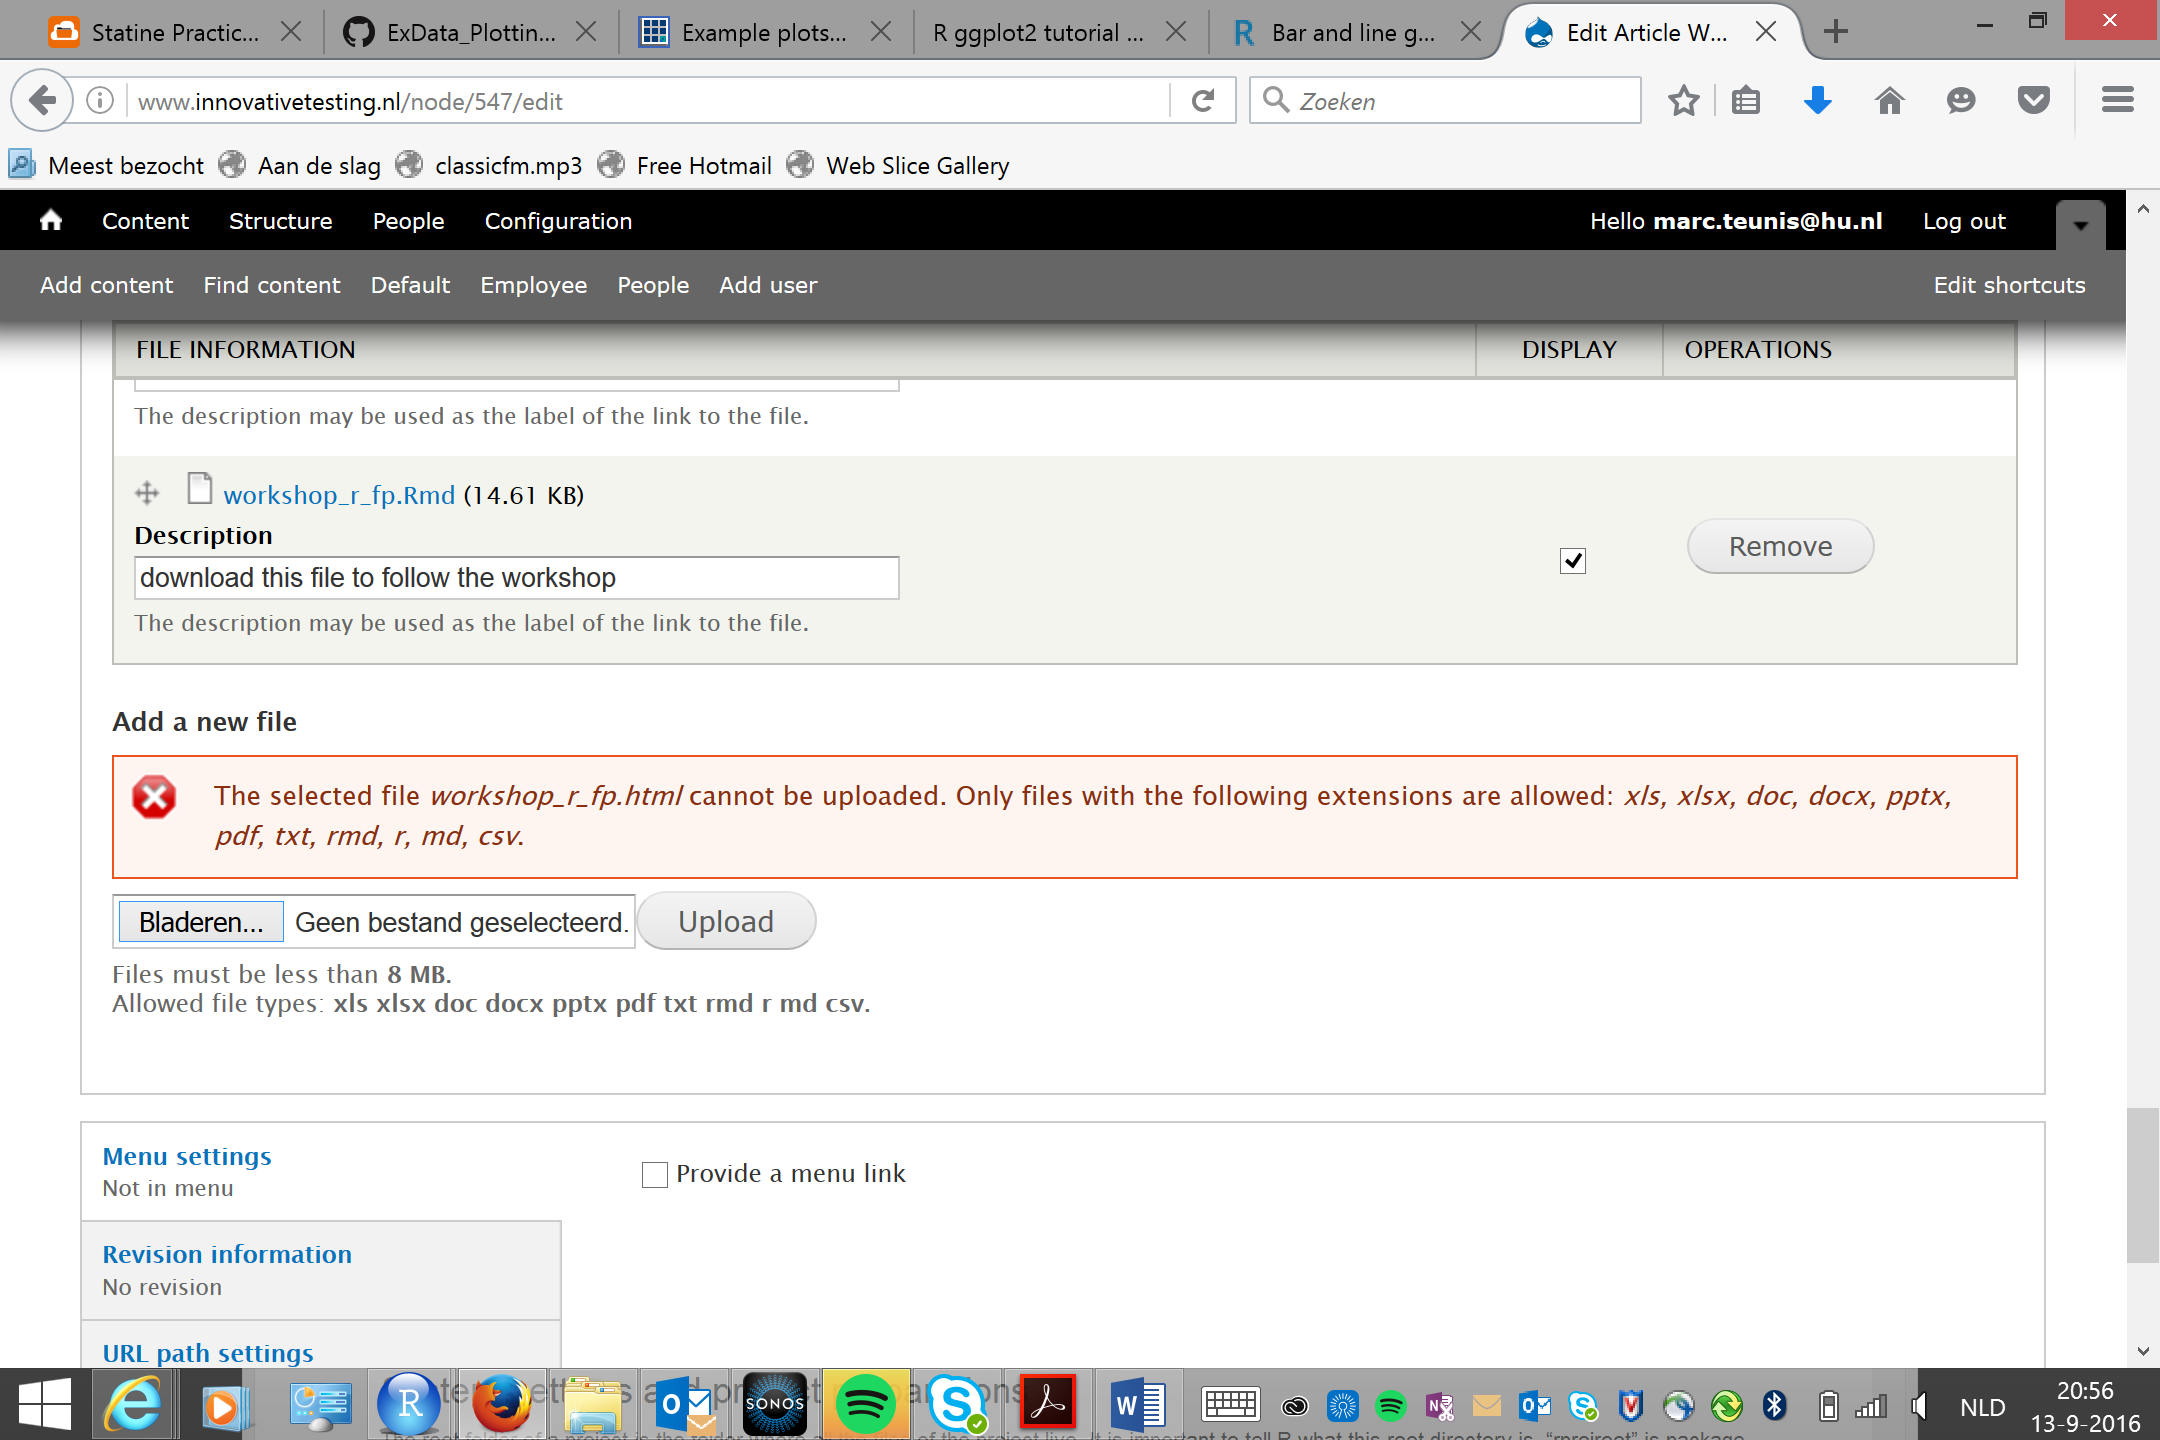 Statine Practic...
ExData_Plottin...
Example plots...
R ggplot2 tutorial ...
Bar and line g...
Edit Article W...
www.innovativetesting.nl/node/547/edit
Zoeken
Meest bezocht
Aan de slag
classicfm.mp3
Free Hotmail
Web Slice Gallery
Content Structure People Configuration
Hello marc.teunis@hu.nl Log out
Add content Find content Default Employee People Add user
Edit shortcuts
FILE INFORMATION DISPLAY OPERATIONS
The description may be used as the label of the link to the file.
workshop_r_fp.Rmd (14.61 KB)
Description
Remove
download this file to follow the workshop
The description may be used as the label of the link to the file.
Add a new file
The selected file workshop_r_fp.html cannot be uploaded. Only files with the following extensions are allowed: xls, xlsx, doc, docx, pptx,
pdf, txt, rmd, r, md, csv.
Bladeren... Geen bestand geselecteerd. Upload
Files must be less than 8 MB.
Allowed file types: xls xlsx doc docx pptx pdf txt rmd r md csv.
Menu settings
Not in menu
Provide a menu link
Revision information
No revision
URL path settings
SONOS
NLD
20:56
13-9-2016